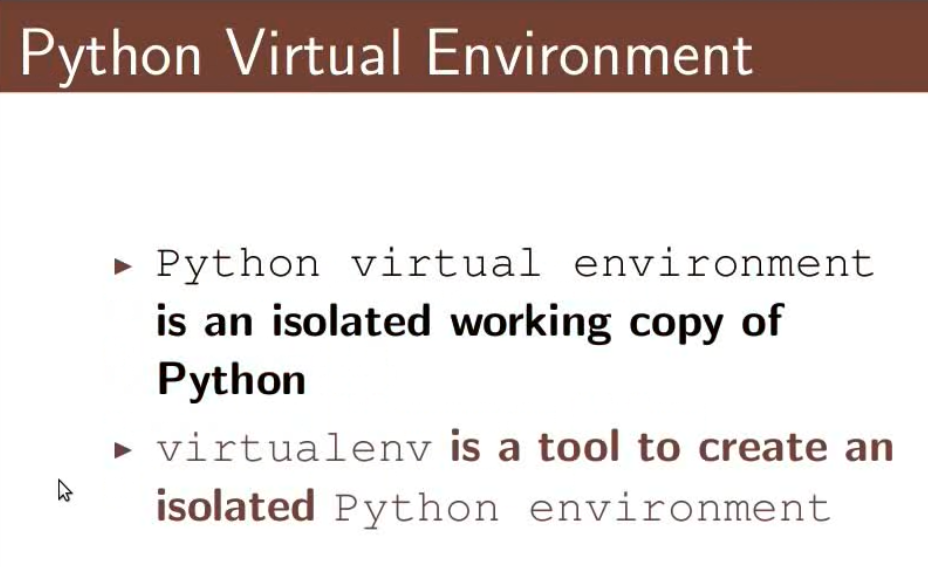 Python Virtual Environment
▸ Python virtual environment
is an isolated working copy of
Python
▸ virtualenv is a tool to create an
isolated Python environment